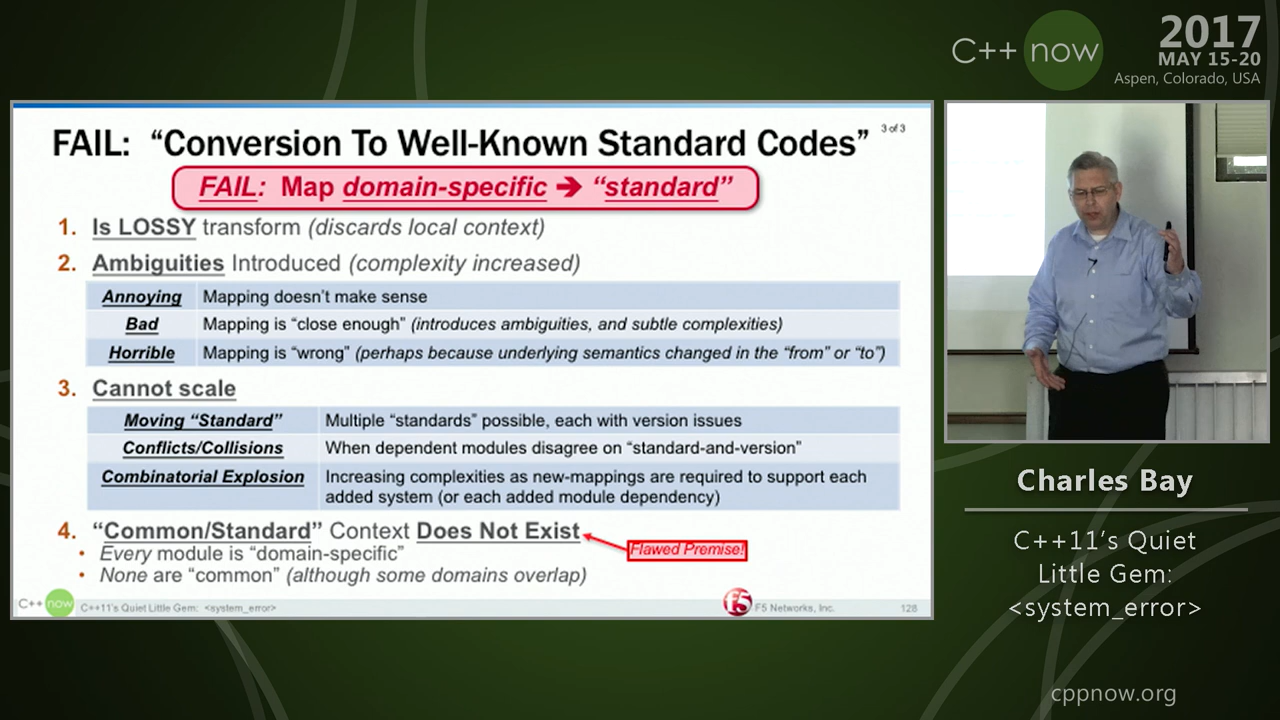 C++ now
2017
MAY 15-20
Aspen, Colorado, USA
FAIL: “Conversion To Well-Known Standard Codes” 3 of 3
FAIL: Map domain-specific ➔ “standard”
1. Is LOSSY transform (discards local context)
2. Ambiguities Introduced (complexity increased)
Annoying Mapping doesn’t make sense
Bad Mapping is “close enough” (introduces ambiguities, and subtle complexities)
Horrible Mapping is “wrong” (perhaps because underlying semantics changed in the “from” or “to”)
3. Cannot scale
Moving “Standard” Multiple “standards” possible, each with version issues
Conflicts/Collisions When dependent modules disagree on “standard-and-version”
Combinatorial Explosion Increasing complexities as new-mappings are required to support each
added system (or each added module dependency)
4. “Common/Standard” Context Does Not Exist
Flawed Premise!
• Every module is “domain-specific”
• None are “common” (although some domains overlap)
C++ now C++11’s Quiet Little Gem: <system_error> F5 F5 Networks, Inc. 128
Charles Bay
C++11’s Quiet
Little Gem:
<system_error>
cppnow.org